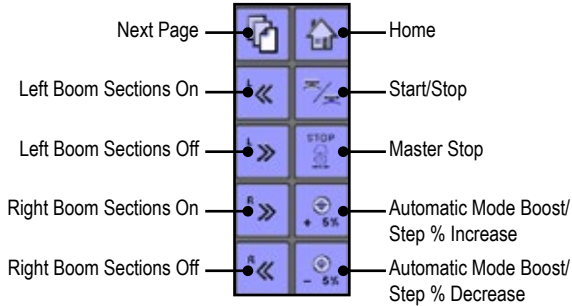 Next Page
Home
L
Left Boom Sections On
Start/Stop
L
Left Boom Sections Off
STOP
Master Stop
R
Right Boom Sections On
+ 5%
Automatic Mode Boost/
Step % Increase
R
Right Boom Sections Off
- 5%
Automatic Mode Boost/
Step % Decrease